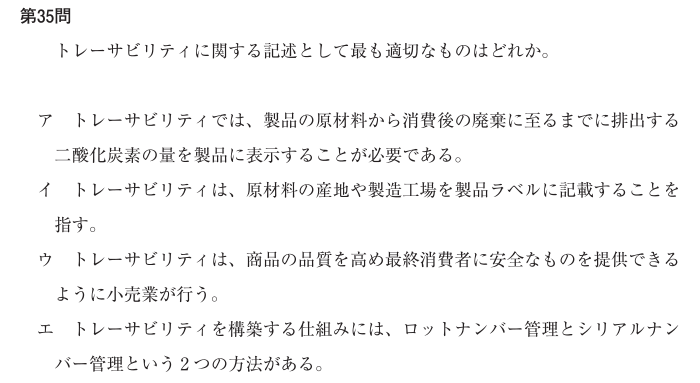 第35問
トレーサビリティに関する記述として最も適切なものはどれか。
ア　トレーサビリティでは、製品の原材料から消費後の廃棄に至るまでに排出する
二酸化炭素の量を製品に表示することが必要である。
イ　トレーサビリティは、原材料の産地や製造工場を製品ラベルに記載することを
指す。
ウ　トレーサビリティは、商品の品質を高め最終消費者に安全なものを提供できる
ように小売業が行う。
エ　トレーサビリティを構築する仕組みには、ロットナンバー管理とシリアルナン
バー管理という２つの方法がある。